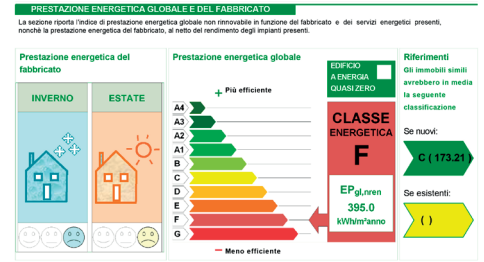 PRESTAZIONE ENERGETICA GLOBALE E DEL FABBRICATO
La sezione riporta l'indice di prestazione energetica globale non rinnovabile in funzione del fabbricato e dei servizi energetici presenti,
nonchè la prestazione energetica del fabbricato, al netto del rendimento degli impianti presenti.
Prestazione energetica del
fabbricato
INVERNO
ESTATE
Prestazione energetica globale
+ Più efficiente
A4
A3
A2
A1
B
C
D
E
F
G
− Meno efficiente
EDIFICIO
A ENERGIA
QUASI ZERO
CLASSE
ENERGETICA
F
EPgl,nren
395.0
kWh/m²anno
Riferimenti
Gli immobili simili
avrebbero in media
la seguente
classificazione
Se nuovi:
C ( 173.21
Se esistenti:
( )